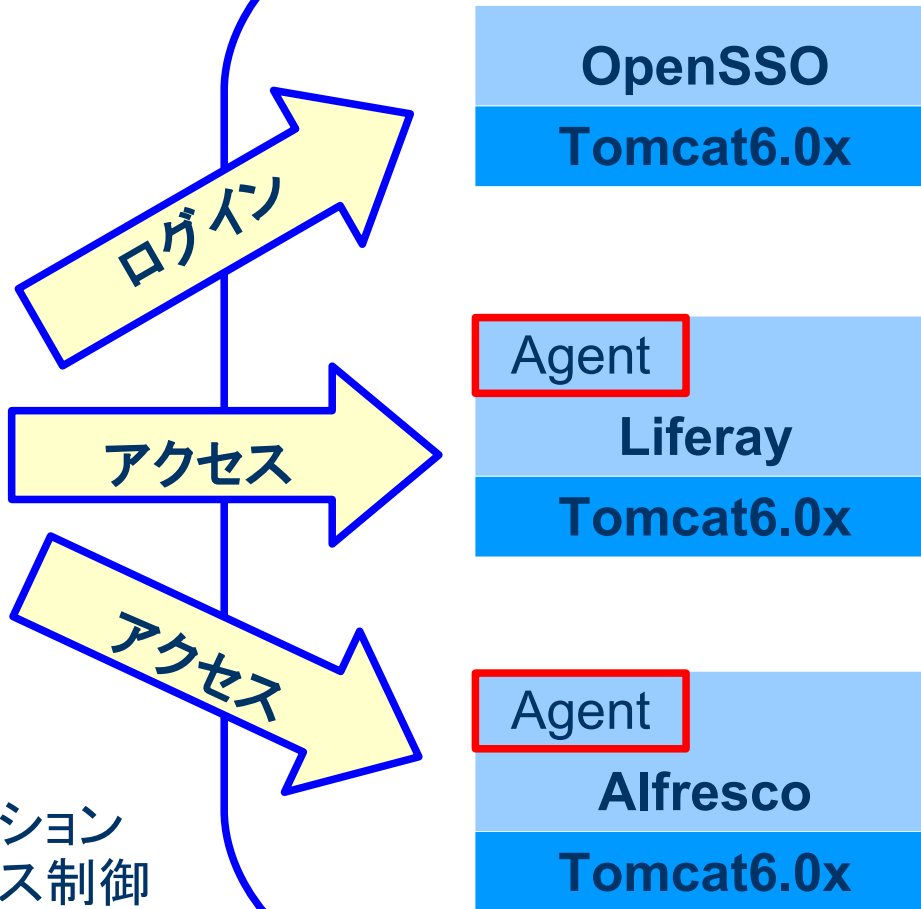 OpenSSO
Tomcat6.0x
ログイン
Agent
Liferay
Tomcat6.0x
アクセス
Agent
Alfresco
Tomcat6.0x
アクセス
ション
ス制御